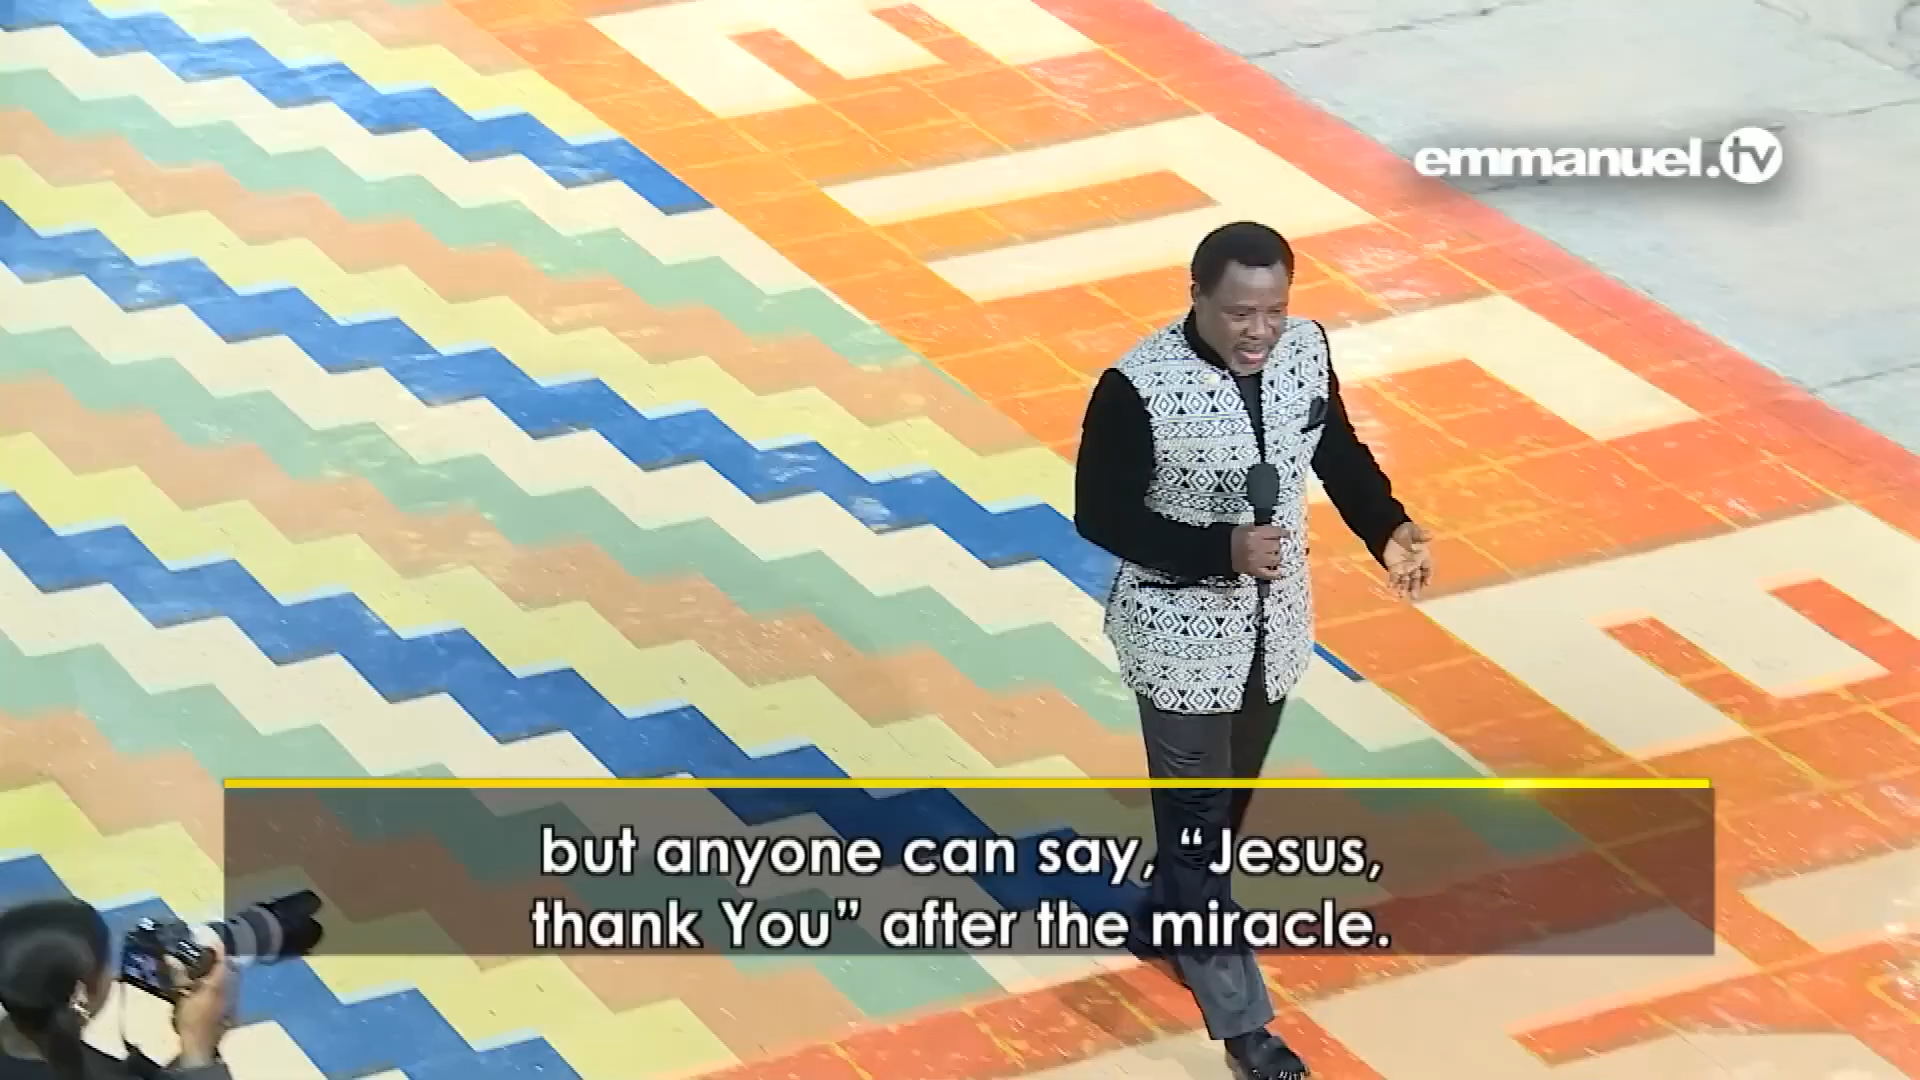 emmanuel.tv
but anyone can say, “Jesus,
thank You” after the miracle.